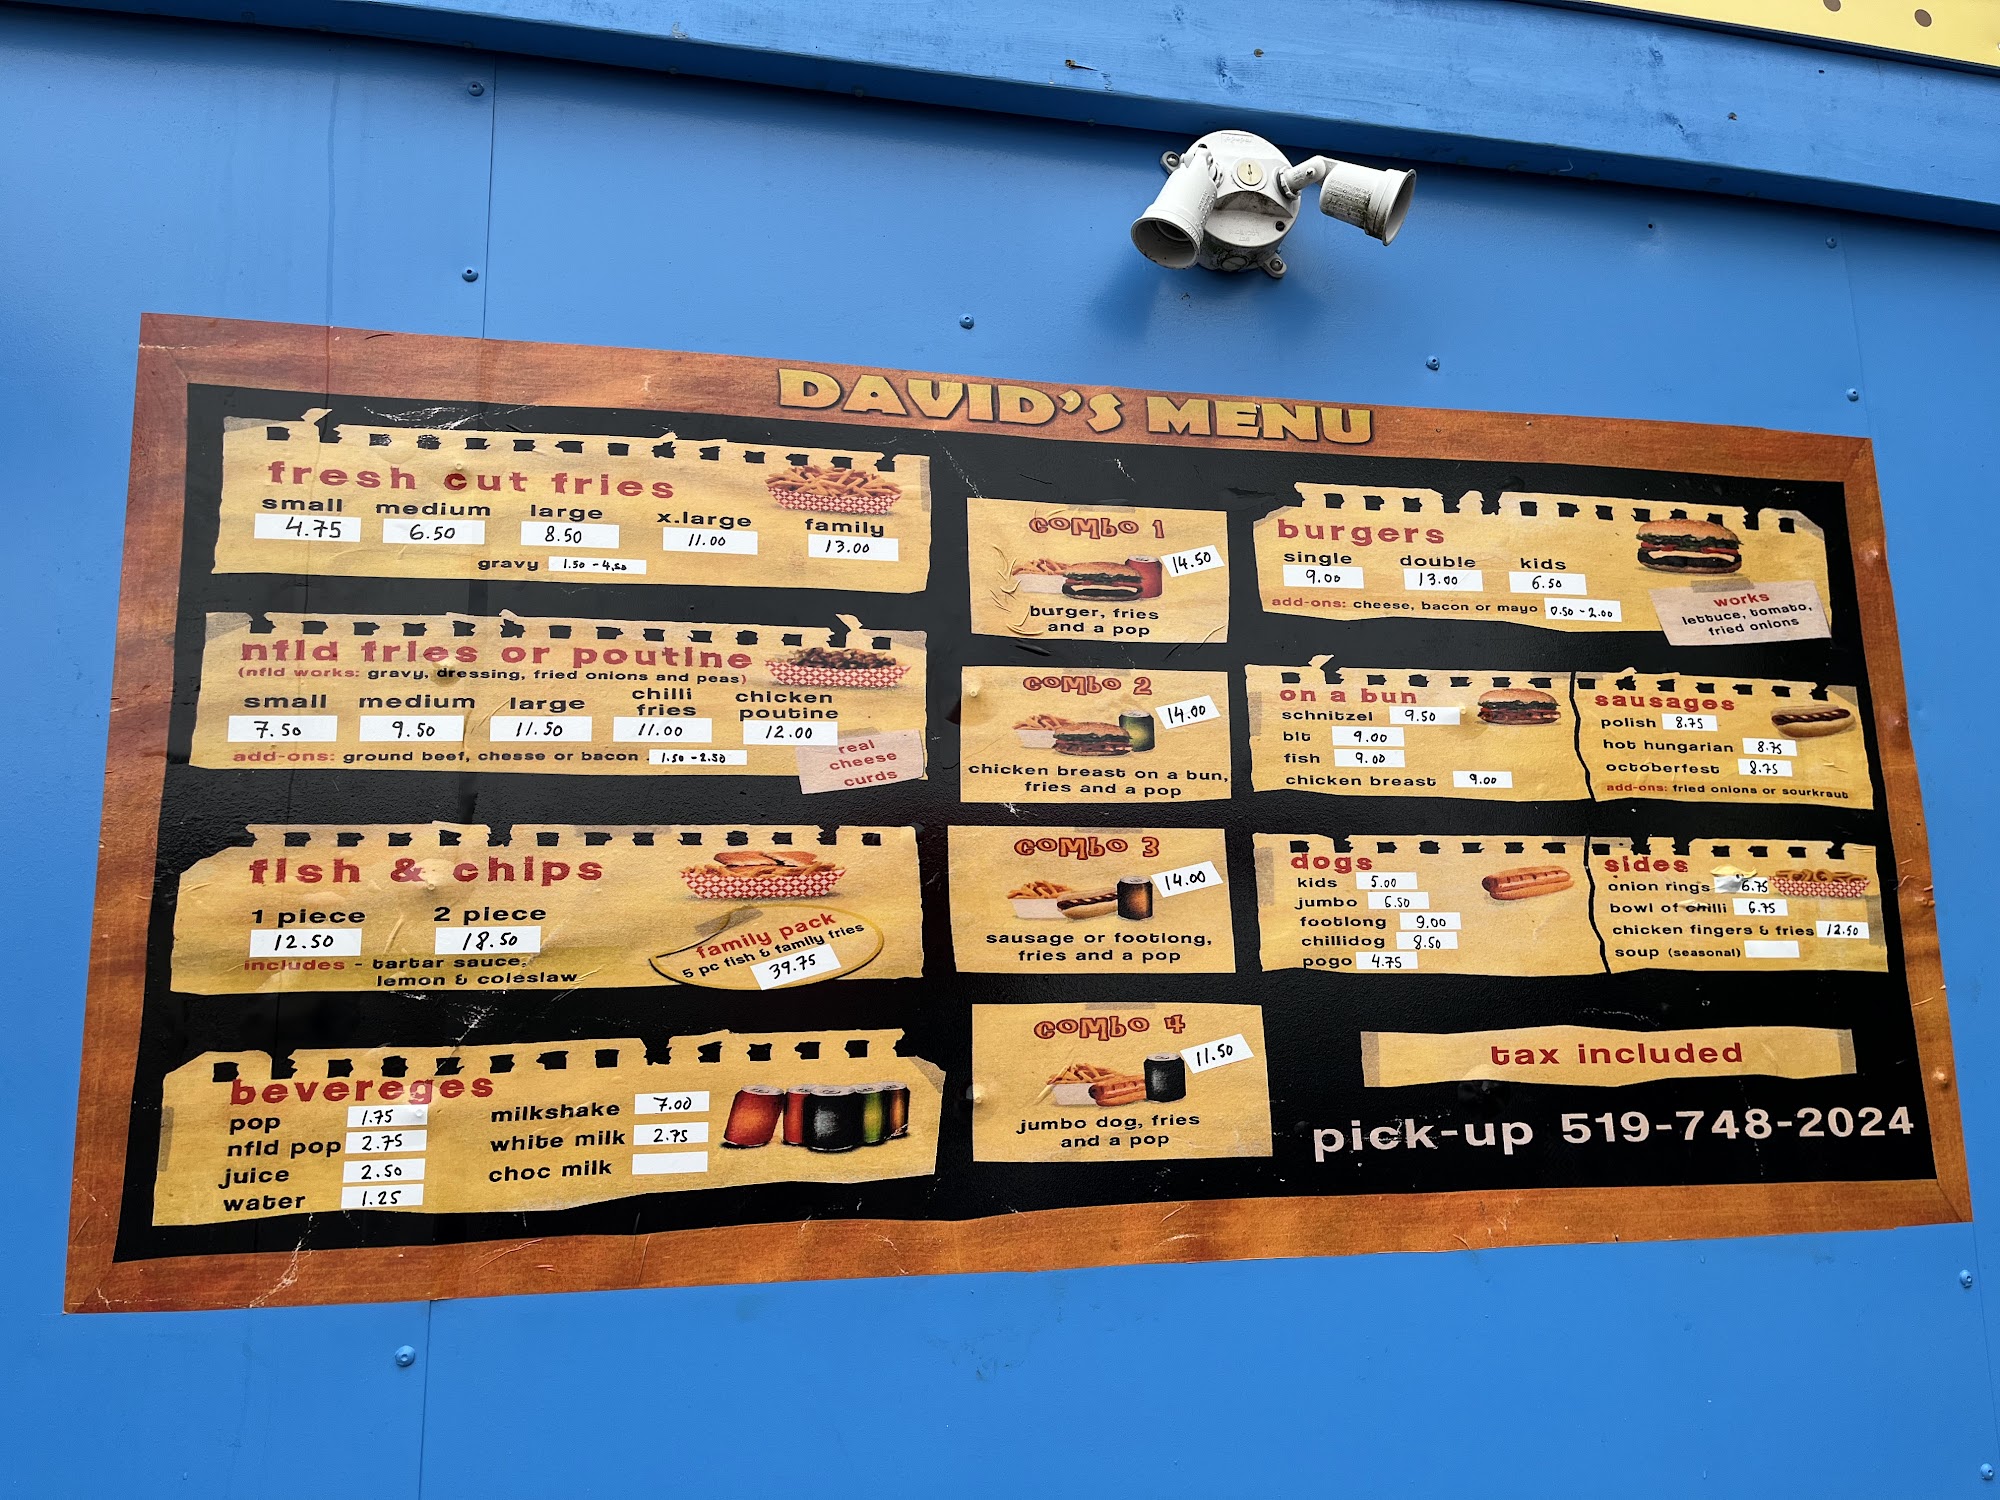 DAVID'S MENU
fresh cut fries
small medium large x.large family
4.75 6.50 8.50 11.00 13.00
gravy 1.50 - 4.50
nfld fries or poutine
(nfld works: gravy, dressing, fried onions and peas)
small medium large chilli fries chicken poutine
7.50 9.50 11.50 11.00 12.00
add-ons: ground beef, chesse or bacon 1.50 - 2.50
real
cheese
curds
fish & chips
1 piece 2 piece
12.50 18.50
includes - tartar sauce,
lemon & coleslaw
family pack
5 pc fish & family fries
39.75
bevereges
pop 1.75
nfld pop 2.75
juice 2.50
water 1.25
milkshake 7.00
white milk 2.75
choc milk
combo 1
14.50
burger, fries
and a pop
combo 2
14.00
chicken breast on a bun,
fries and a pop
combo 3
14.00
sausage or footlong,
fries and a pop
combo 4
11.50
jumbo dog, fries
and a pop
burgers
single double kids
9.00 13.00 6.50
add-ons: cheese, bacon or mayo 0.50 - 2.00
works
lettuce, tomato,
fried onions
on a bun
schnitzel 9.50
blt 9.00
fish 9.00
chicken breast 9.00
sausages
polish 8.75
hot hungarian 8.75
octoberfest 8.75
add-ons: fried onions or sourkraut
dogs
kids 5.00
jumbo 6.50
footlong 9.00
chillidog 8.50
pogo 4.75
sides
onion rings 6.75
bowl of chilli 6.75
chicken fingers & fries 12.50
soup (seasonal)
tax included
pick-up 519-748-2024